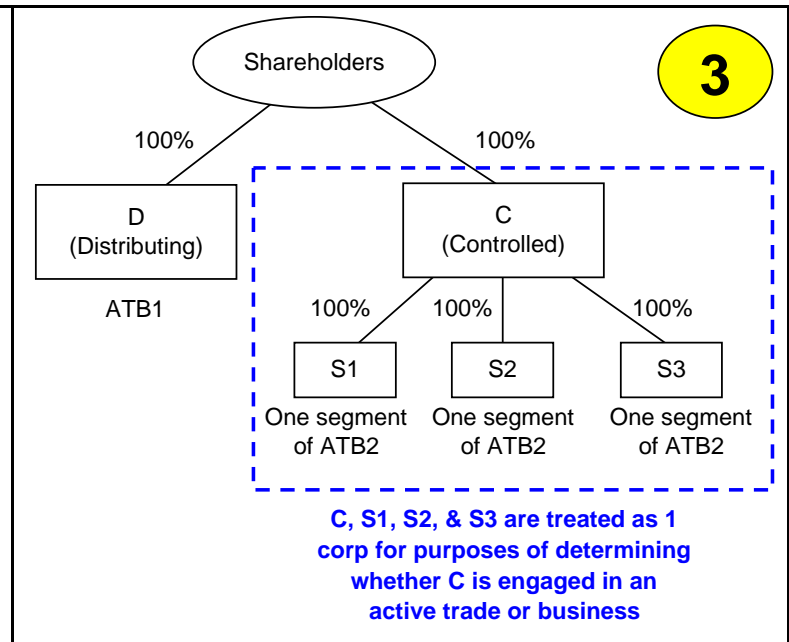 Shareholders
3
100%
100%
D
(Distributing)
C
(Controlled)
ATB1
100%
100%
100%
S1
S2
S3
One segment
of ATB2
One segment
of ATB2
One segment
of ATB2
C, S1, S2, & S3 are treated as 1
corp for purposes of determining
whether C is engaged in an
active trade or business